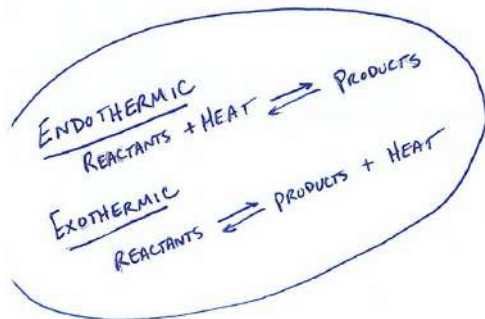 ENDOTHERMIC
REACTANTS + HEAT ⇌ PRODUCTS
EXOTHERMIC
REACTANTS ⇌ PRODUCTS + HEAT